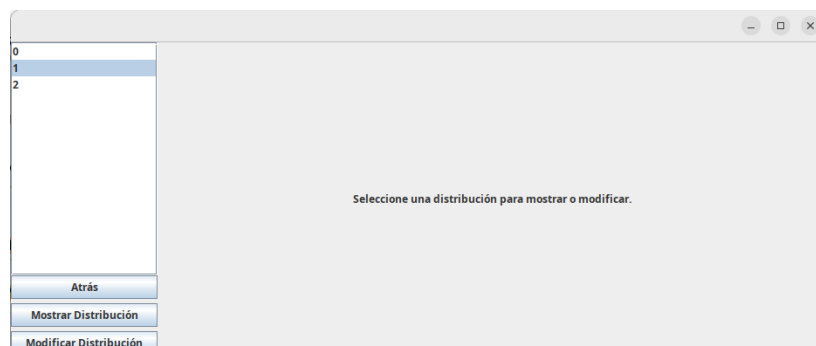 0
1
2
Seleccione una distribución para mostrar o modificar.
Atrás
Mostrar Distribución
Modificar Distribución